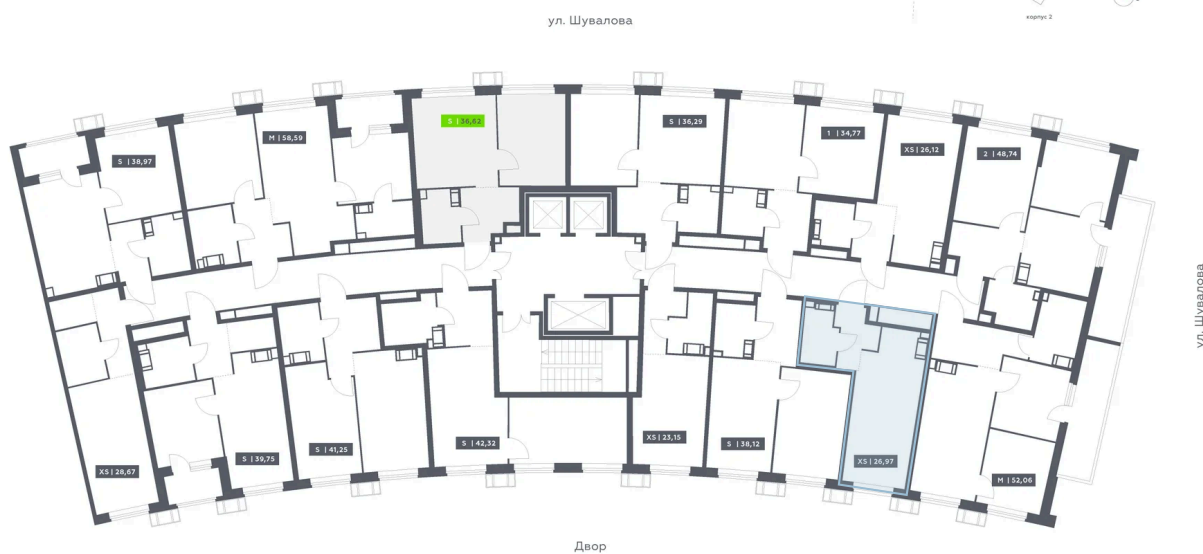 корпус 2
ул. Шувалова
S | 38,97
M | 58,59
S | 36,62
S | 36,29
1 | 34,77
XS | 26,12
2 | 48,74
ул. Шувалова
XS | 28,67
S | 39,75
S | 41,25
S | 42,32
XS | 23,15
S | 38,12
XS | 26,97
M | 52,06
Двор